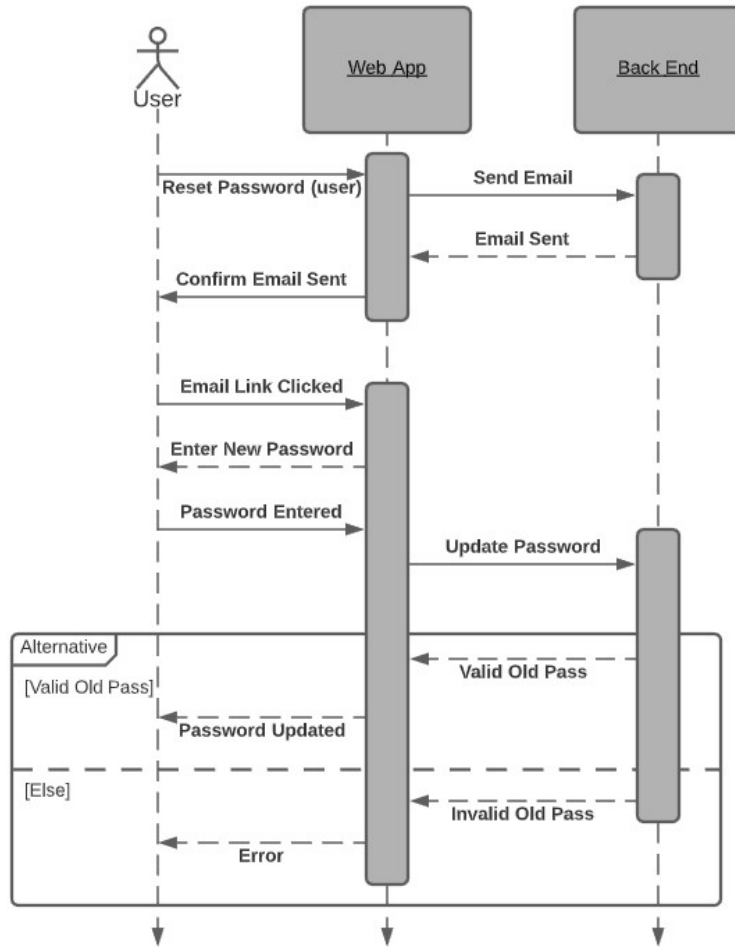 User
Web App
Back End
Reset Password (user)
Send Email
Email Sent
Confirm Email Sent
Email Link Clicked
Enter New Password
Password Entered
Update Password
Alternative
Valid Old Pass
[Valid Old Pass]
Password Updated
[Else]
Invalid Old Pass
Error